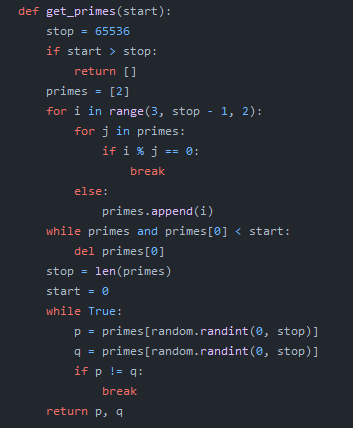 def get_primes(start):
    stop = 65536
    if start > stop:
        return []
    primes = [2]
    for i in range(3, stop - 1, 2):
        for j in primes:
            if i % j == 0:
                break
        else:
            primes.append(i)
    while primes and primes[0] < start:
        del primes[0]
    stop = len(primes)
    start = 0
    while True:
        p = primes[random.randint(0, stop)]
        q = primes[random.randint(0, stop)]
        if p != q:
            break
    return p, q